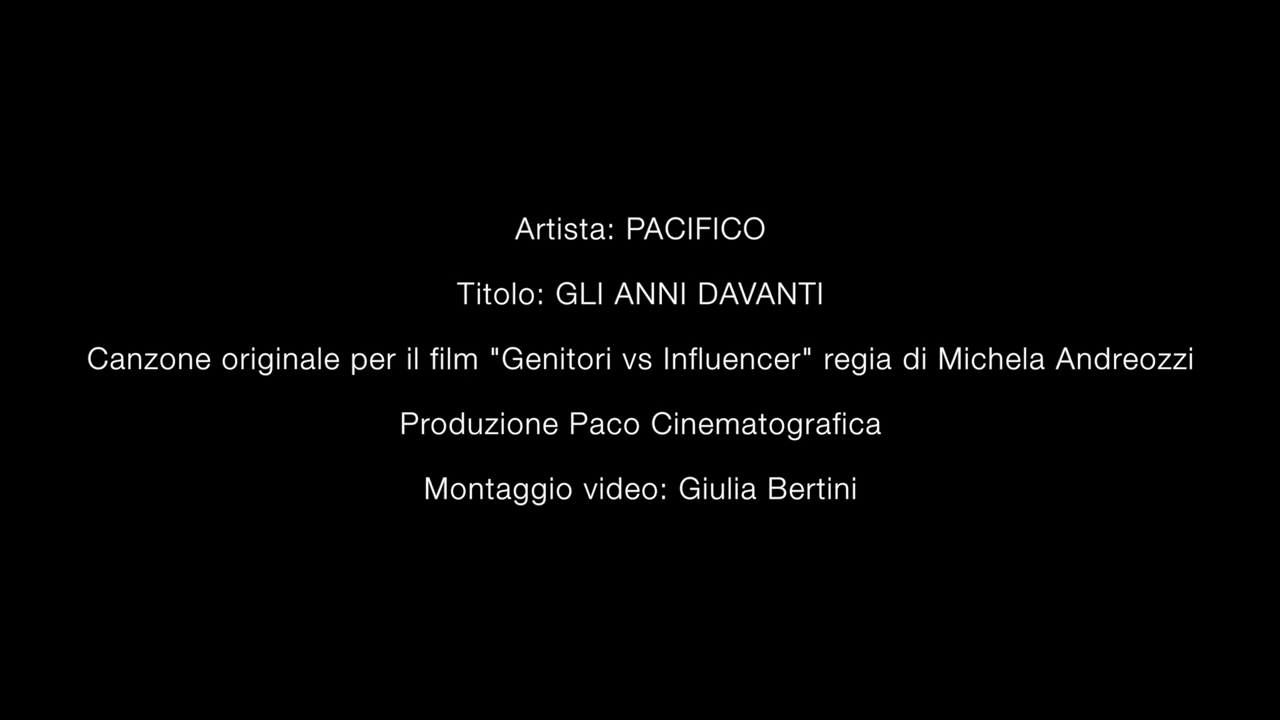 Artista: PACIFICO
Titolo: GLI ANNI DAVANTI
Canzone originale per il film "Genitori vs Influencer" regia di Michela Andreozzi
Produzione Paco Cinematografica
Montaggio video: Giulia Bertini